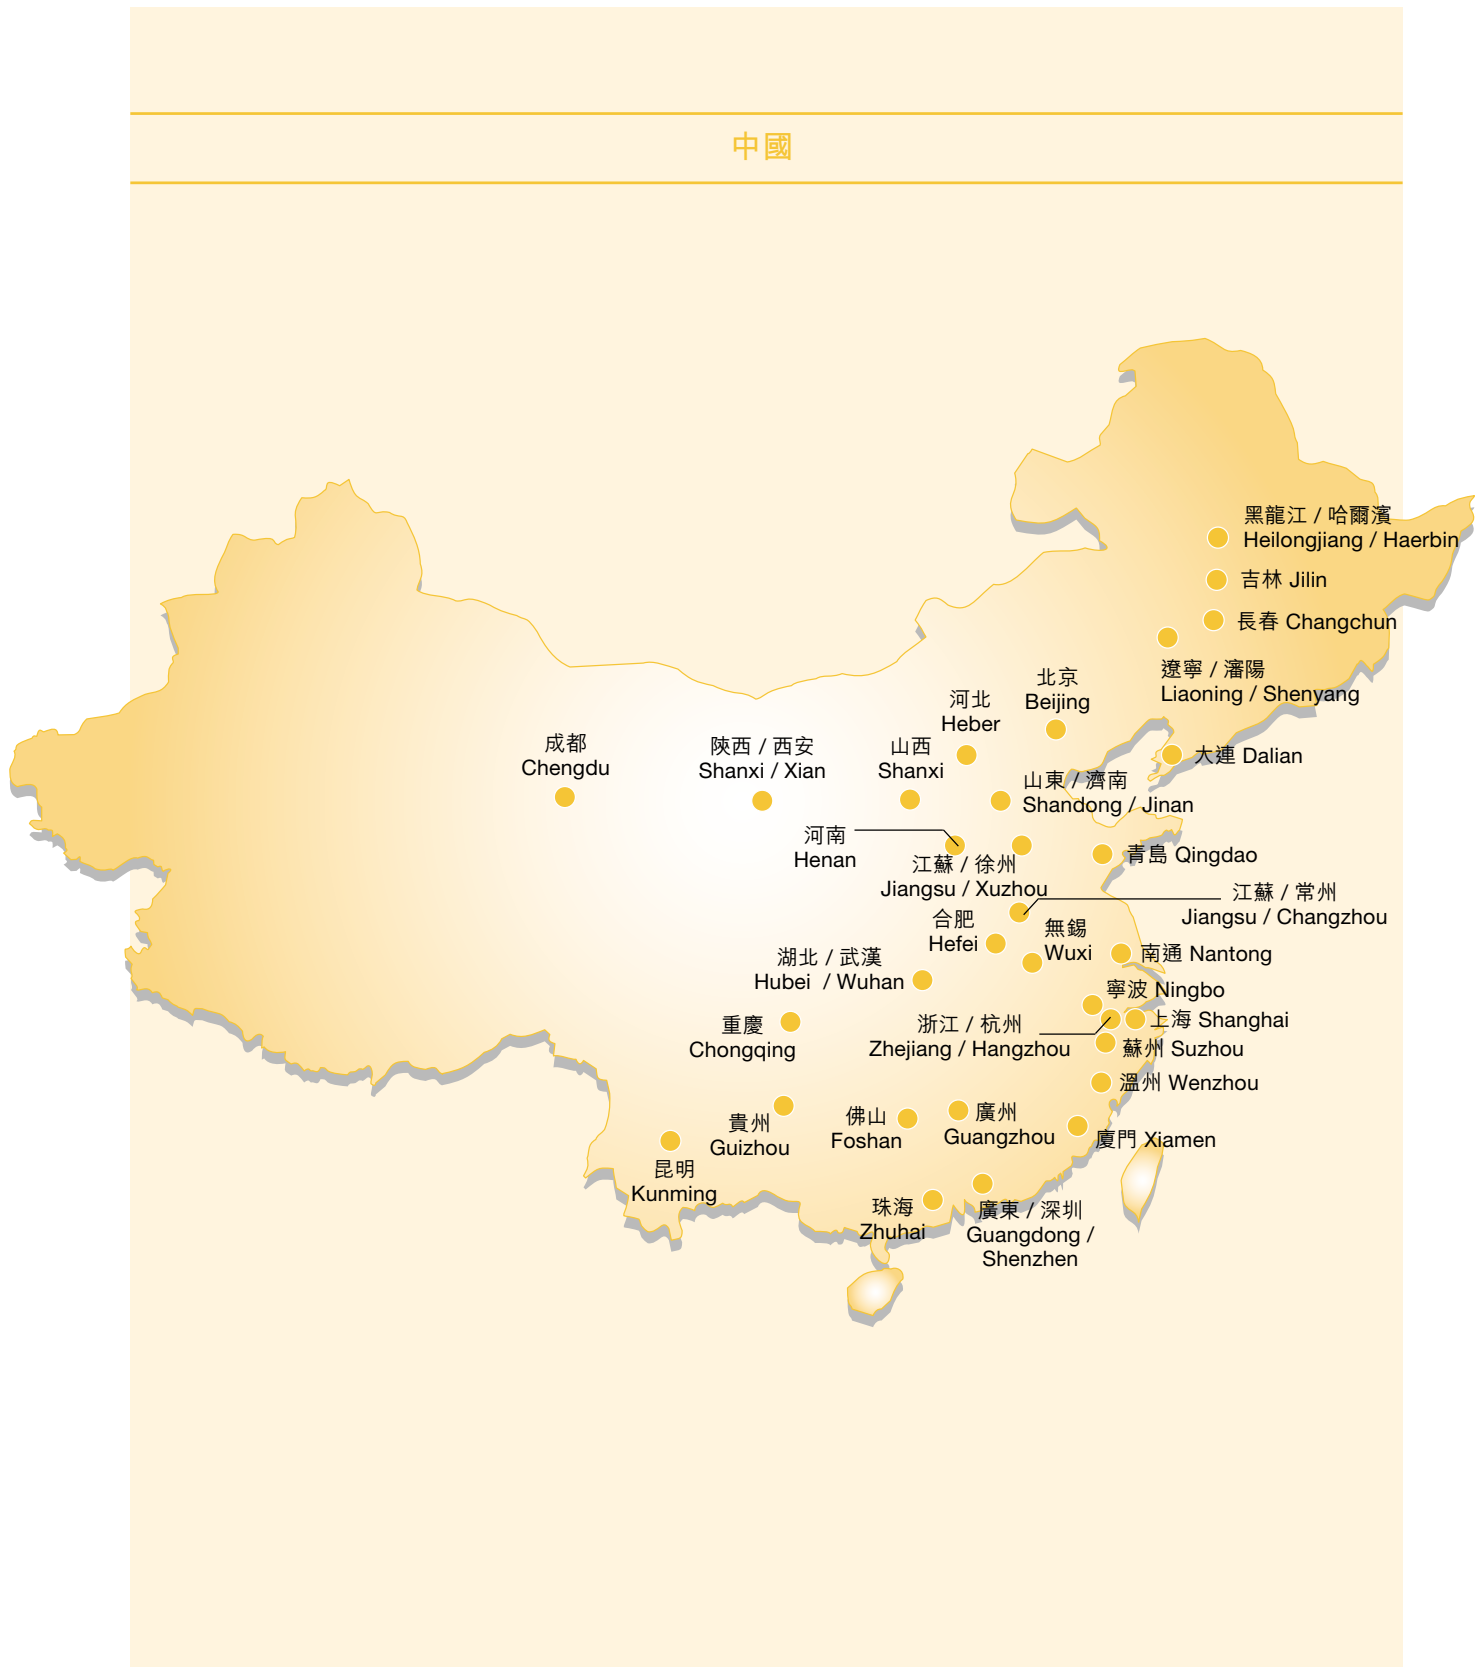 中國
黑龍江 / 哈爾濱
Heilongjiang / Haerbin
吉林 Jilin
長春 Changchun
遼寧 / 瀋陽
Liaoning / Shenyang
北京
Beijing
河北
Heber
成都
Chengdu
陝西 / 西安
Shanxi / Xian
山西
Shanxi
大連 Dalian
山東 / 濟南
Shandong / Jinan
河南
Henan
江蘇 / 徐州
Jiangsu / Xuzhou
青島 Qingdao
江蘇 / 常州
Jiangsu / Changzhou
合肥
Hefei
無錫
Wuxi
南通 Nantong
湖北 / 武漢
Hubei / Wuhan
寧波 Ningbo
重慶
Chongqing
浙江 / 杭州
Zhejiang / Hangzhou
上海 Shanghai
蘇州 Suzhou
溫州 Wenzhou
貴州
Guizhou
佛山
Foshan
廣州
Guangzhou
廈門 Xiamen
昆明
Kunming
珠海
Zhuhai
廣東 / 深圳
Guangdong /
Shenzhen